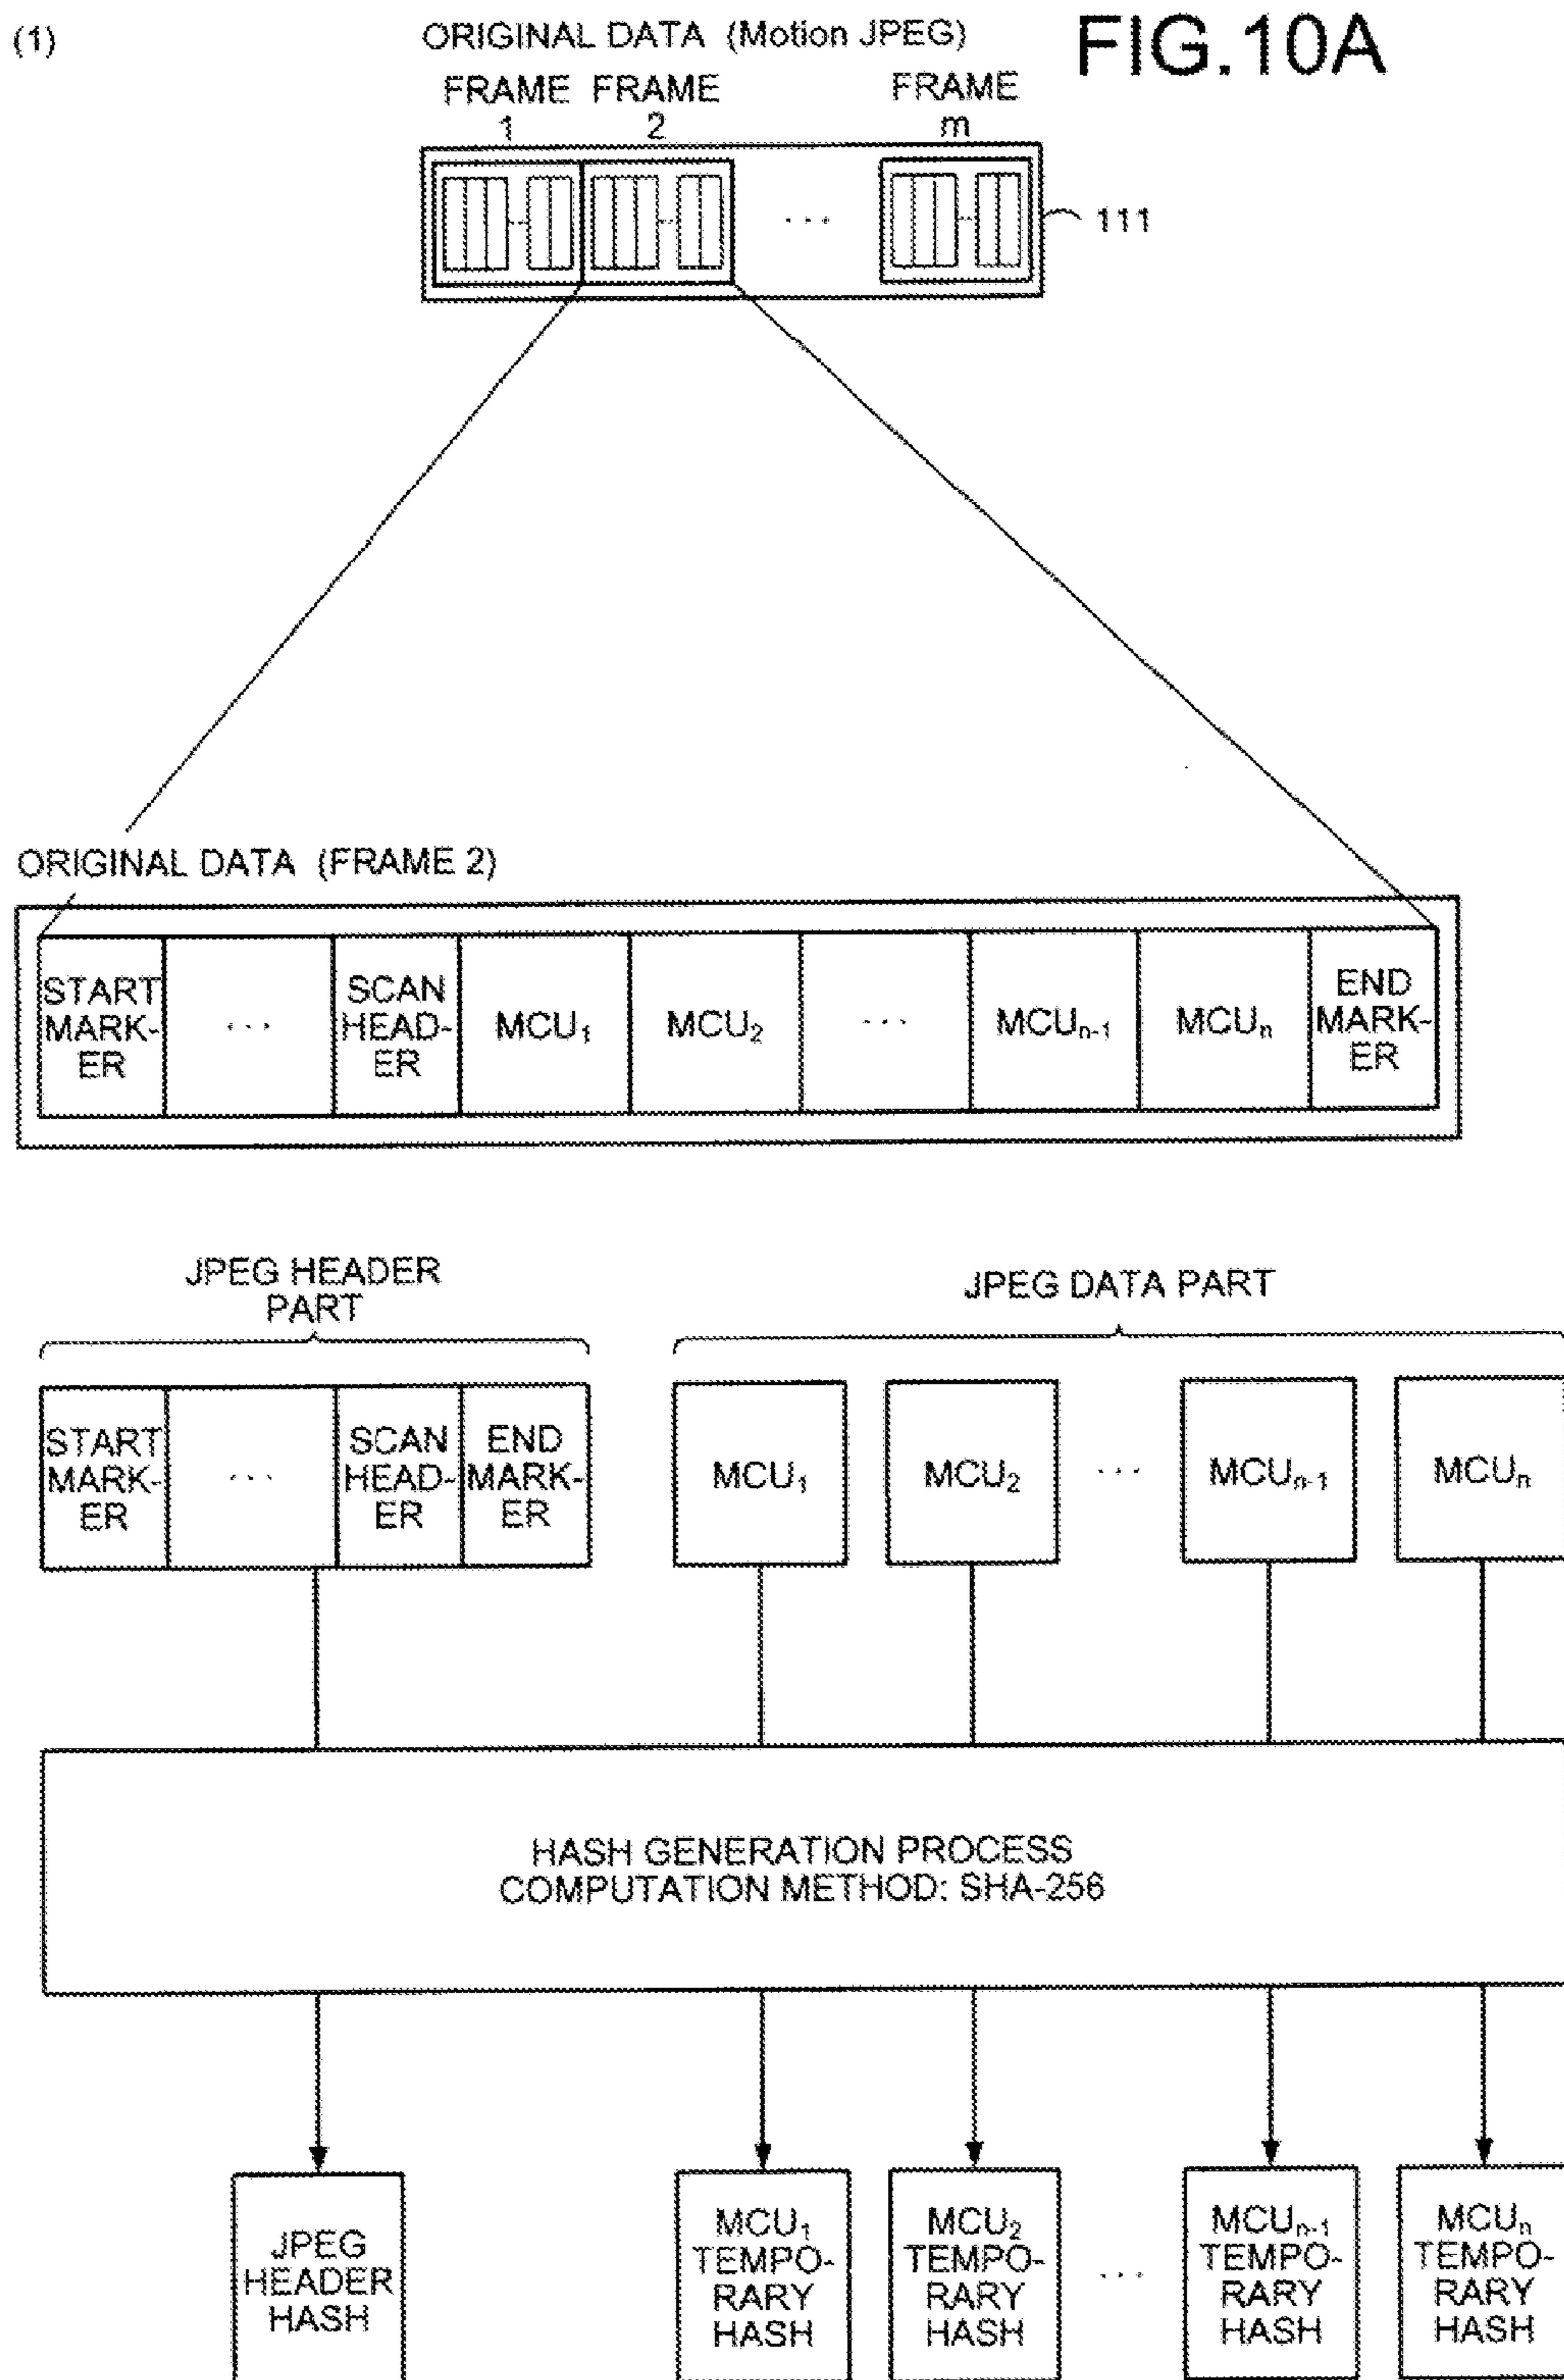 (1)
ORIGINAL DATA (Motion JPEG)
FIG.10A
FRAME 1
FRAME 2
FRAME m
...
111
ORIGINAL DATA (FRAME 2)
START
MARK-
ER
...
SCAN
HEAD-
ER
MCU₁
MCU₂
...
MCUₙ₋₁
MCUₙ
END
MARK-
ER
JPEG HEADER
PART
JPEG DATA PART
START
MARK-
ER
...
SCAN
HEAD-
ER
END
MARK-
ER
MCU₁
MCU₂
...
MCUₙ₋₁
MCUₙ
HASH GENERATION PROCESS
COMPUTATION METHOD: SHA-256
JPEG
HEADER
HASH
MCU₁
TEMPO-
RARY
HASH
MCU₂
TEMPO-
RARY
HASH
...
MCUₙ₋₁
TEMPO-
RARY
HASH
MCUₙ
TEMPO-
RARY
HASH